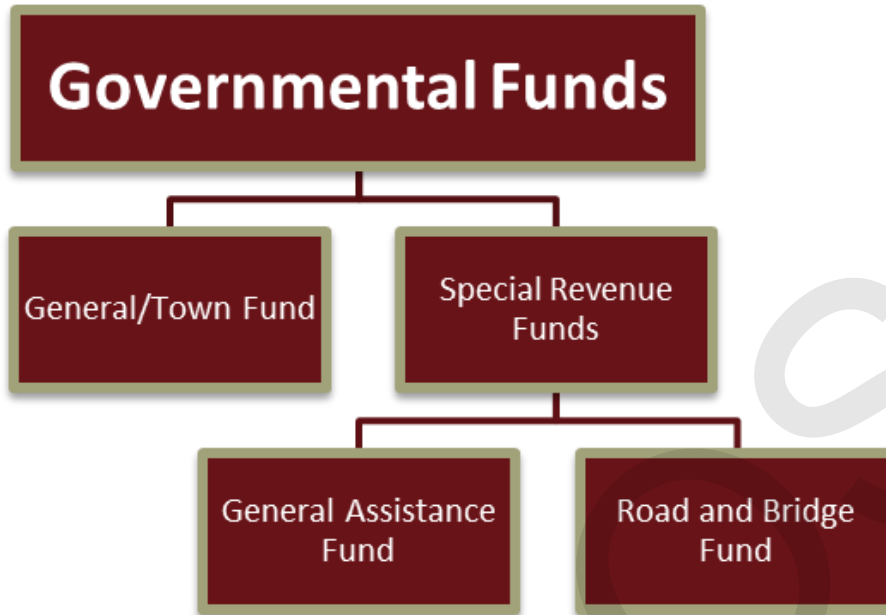 Governmental Funds
General/Town Fund
Special Revenue
Funds
General Assistance
Fund
Road and Bridge
Fund